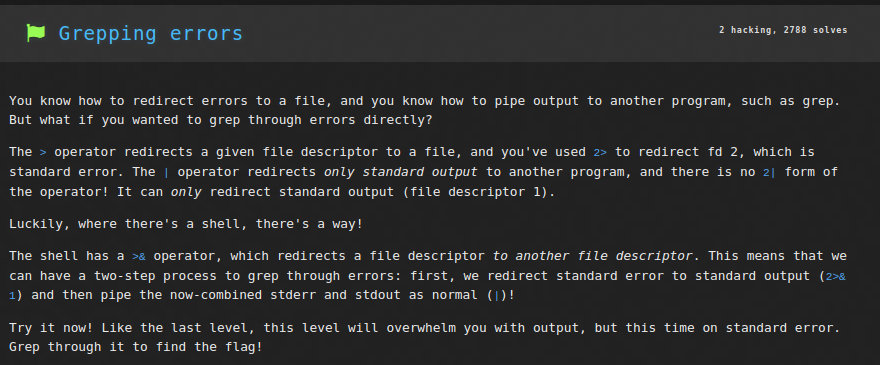 Grepping errors
2 hacking, 2788 solves
You know how to redirect errors to a file, and you know how to pipe output to another program, such as grep.
But what if you wanted to grep through errors directly?
The > operator redirects a given file descriptor to a file, and you've used 2> to redirect fd 2, which is
standard error. The | operator redirects only standard output to another program, and there is no 2| form of
the operator! It can only redirect standard output (file descriptor 1).
Luckily, where there's a shell, there's a way!
The shell has a >& operator, which redirects a file descriptor to another file descriptor. This means that we
can have a two-step process to grep through errors: first, we redirect standard error to standard output (2>&
1) and then pipe the now-combined stderr and stdout as normal (|)!
Try it now! Like the last level, this level will overwhelm you with output, but this time on standard error.
Grep through it to find the flag!